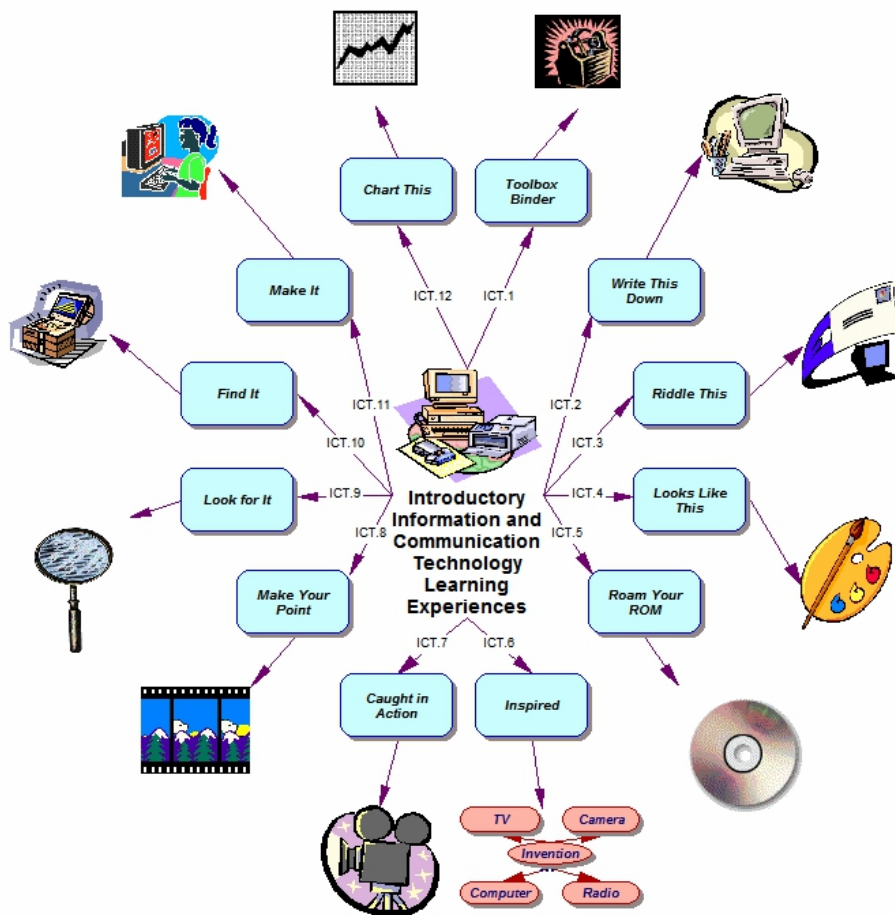 Chart This
Toolbox
Binder
ICT.12
ICT.1
Make It
Write This
Down
Find It
ICT.11
ICT.2
Riddle This
ICT.10
ICT.3
Look for It
ICT.9
ICT.4
Looks Like
This
ICT.8
ICT.5
Introductory
Information and
Communication
Technology
Learning
Experiences
Make Your
Point
Roam Your
ROM
ICT.7
ICT.6
Caught in
Action
Inspired
TV
Camera
Invention
Computer
Radio